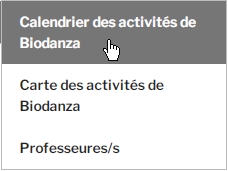 Calendrier des activités de
Biodanza
Carte des activités de
Biodanza
Professeures/s